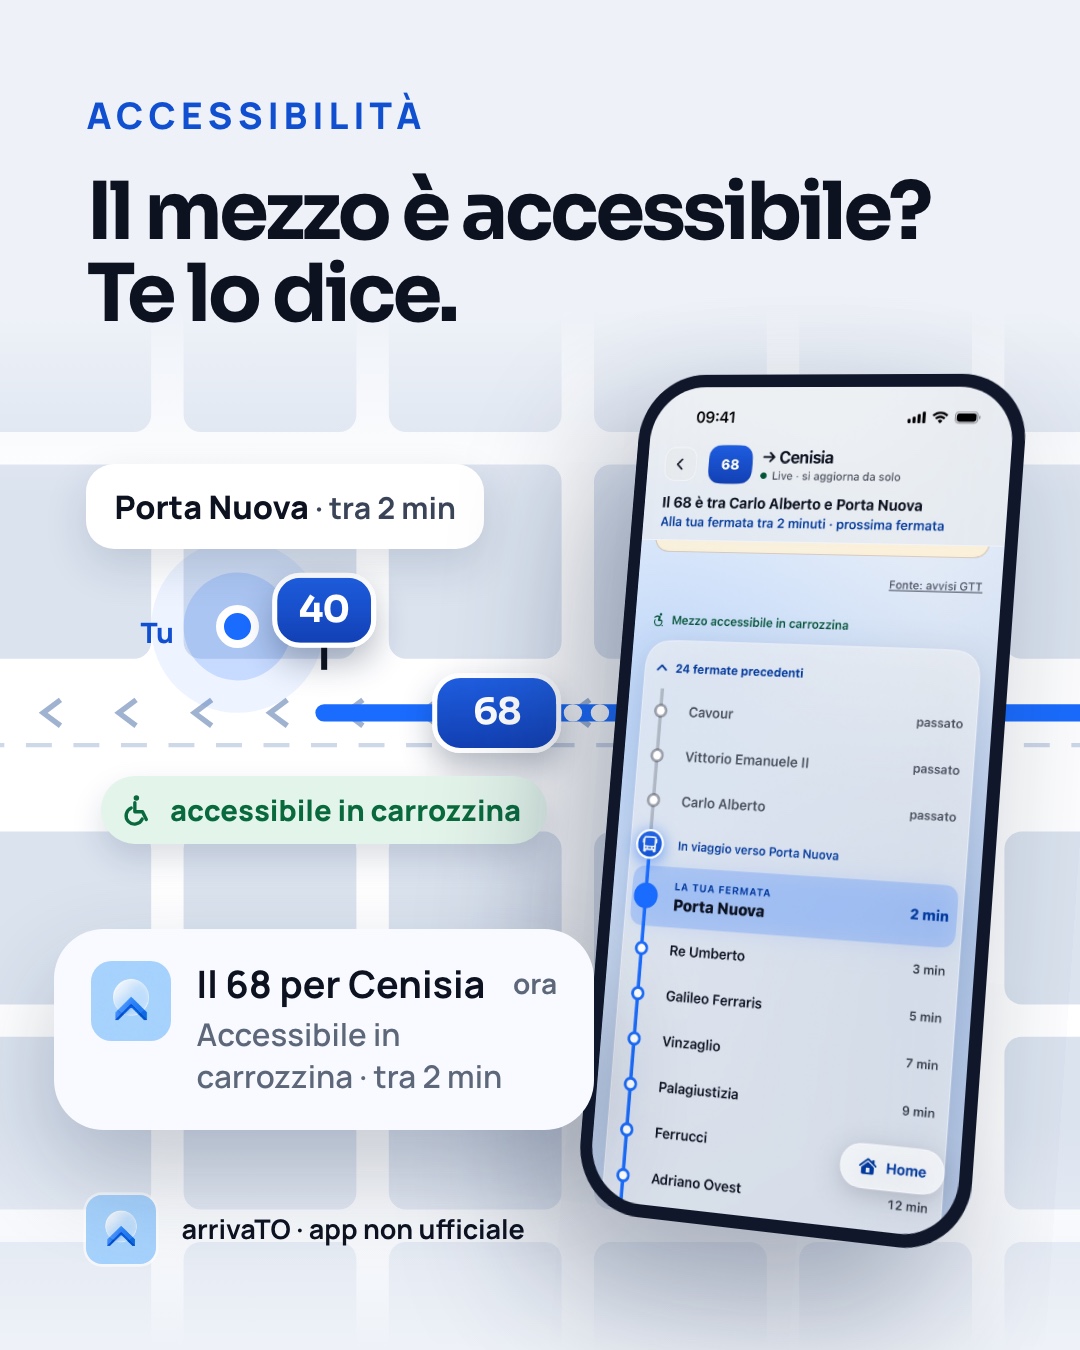 ACCESSIBILITÀ
Il mezzo è accessibile?
Te lo dice.
Porta Nuova · tra 2 min
Tu
40
68
accessibile in carrozzina
Il 68 per Cenisia ora
Accessibile in
carrozzina · tra 2 min
arrivaTO · app non ufficiale
09:41
68
→ Cenisia
Live · si aggiorna da solo
Il 68 è tra Carlo Alberto e Porta Nuova
Alla tua fermata tra 2 minuti · prossima fermata
Fonte: avvisi GTT
Mezzo accessibile in carrozzina
24 fermate precedenti
Cavour passato
Vittorio Emanuele II passato
Carlo Alberto passato
In viaggio verso Porta Nuova
LA TUA FERMATA
Porta Nuova 2 min
Re Umberto 3 min
Galileo Ferraris 5 min
Vinzaglio 7 min
Palagiustizia 9 min
Ferrucci
Home
Adriano Ovest 12 min